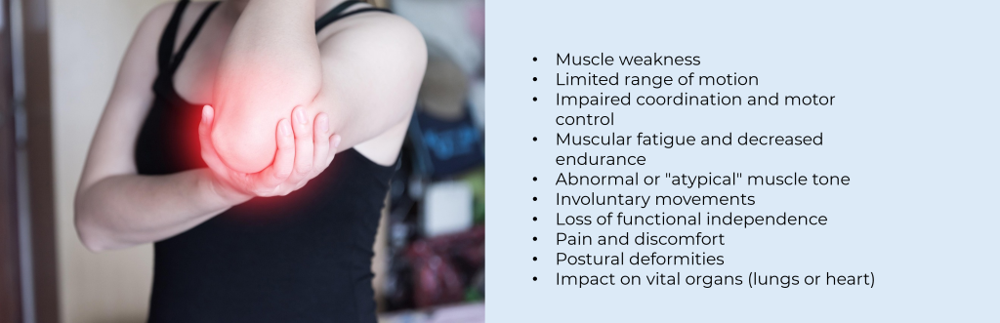 • Muscle weakness
• Limited range of motion
• Impaired coordination and motor
control
• Muscular fatigue and decreased
endurance
• Abnormal or "atypical" muscle tone
• Involuntary movements
• Loss of functional independence
• Pain and discomfort
• Postural deformities
• Impact on vital organs (lungs or heart)